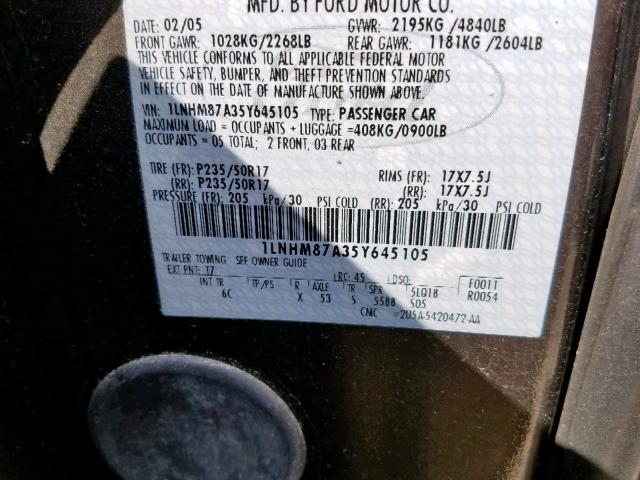 MFD. BY FORD MOTOR CO.
DATE: 02/05 GVWR: 2195KG /4840LB
FRONT GAWR: 1028KG/2268LB REAR GAWR: 1181KG /2604LB
THIS VEHICLE CONFORMS TO ALL APPLICABLE FEDERAL MOTOR
VEHICLE SAFETY, BUMPER, AND THEFT PREVENTION STANDARDS
IN EFFECT ON THE DATE OF MANUFACTURE SHOWN ABOVE.
VIN: 1LNHM87A35Y645105 TYPE: PASSENGER CAR
MAXIMUM LOAD = OCCUPANTS + LUGGAGE =408KG/0900LB
OCCUPANTS = 05 TOTAL; 2 FRONT, 03 REAR
TIRE (FR): P235/50R17 RIMS (FR): 17X7.5J
(RR): P235/50R17 (RR): 17X7.5J
PRESSURE (FR): 205 kPa/30 PSI COLD (RR): 205 kPa/30 PSI COLD
1LNHM87A35Y645105
TRAILER TOWING SEE OWNER GUIDE
EXT PNT: T7 LRC: 45 LDSO: F0011
INT TR TP/PS R AXLE TR SPR 5LQ18 R0054
6C X 53 S 5588 S05
CMC ▽2U5A-5420472-AA